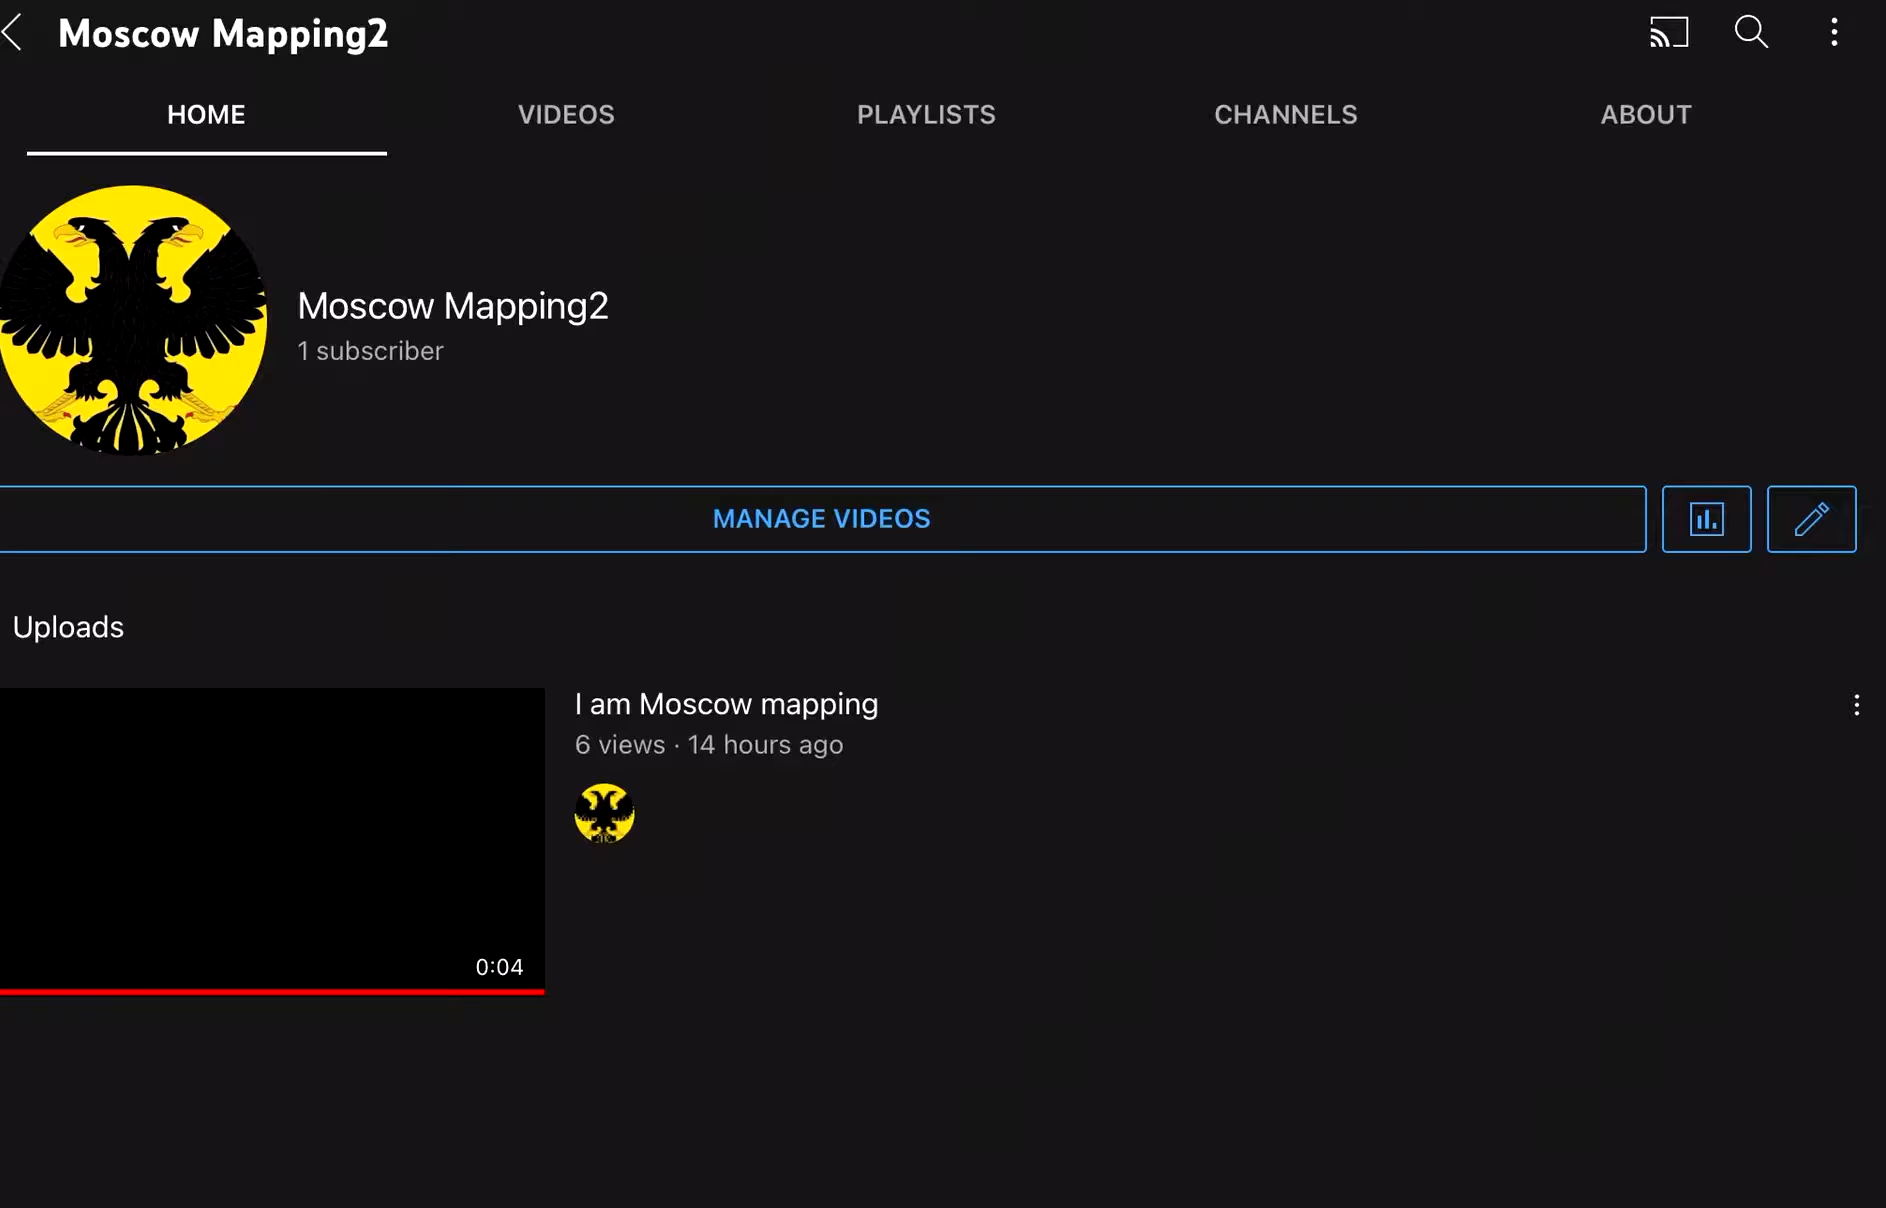 Moscow Mapping2
HOME VIDEOS PLAYLISTS CHANNELS ABOUT
Moscow Mapping2
1 subscriber
MANAGE VIDEOS
Uploads
I am Moscow mapping
6 views · 14 hours ago
0:04